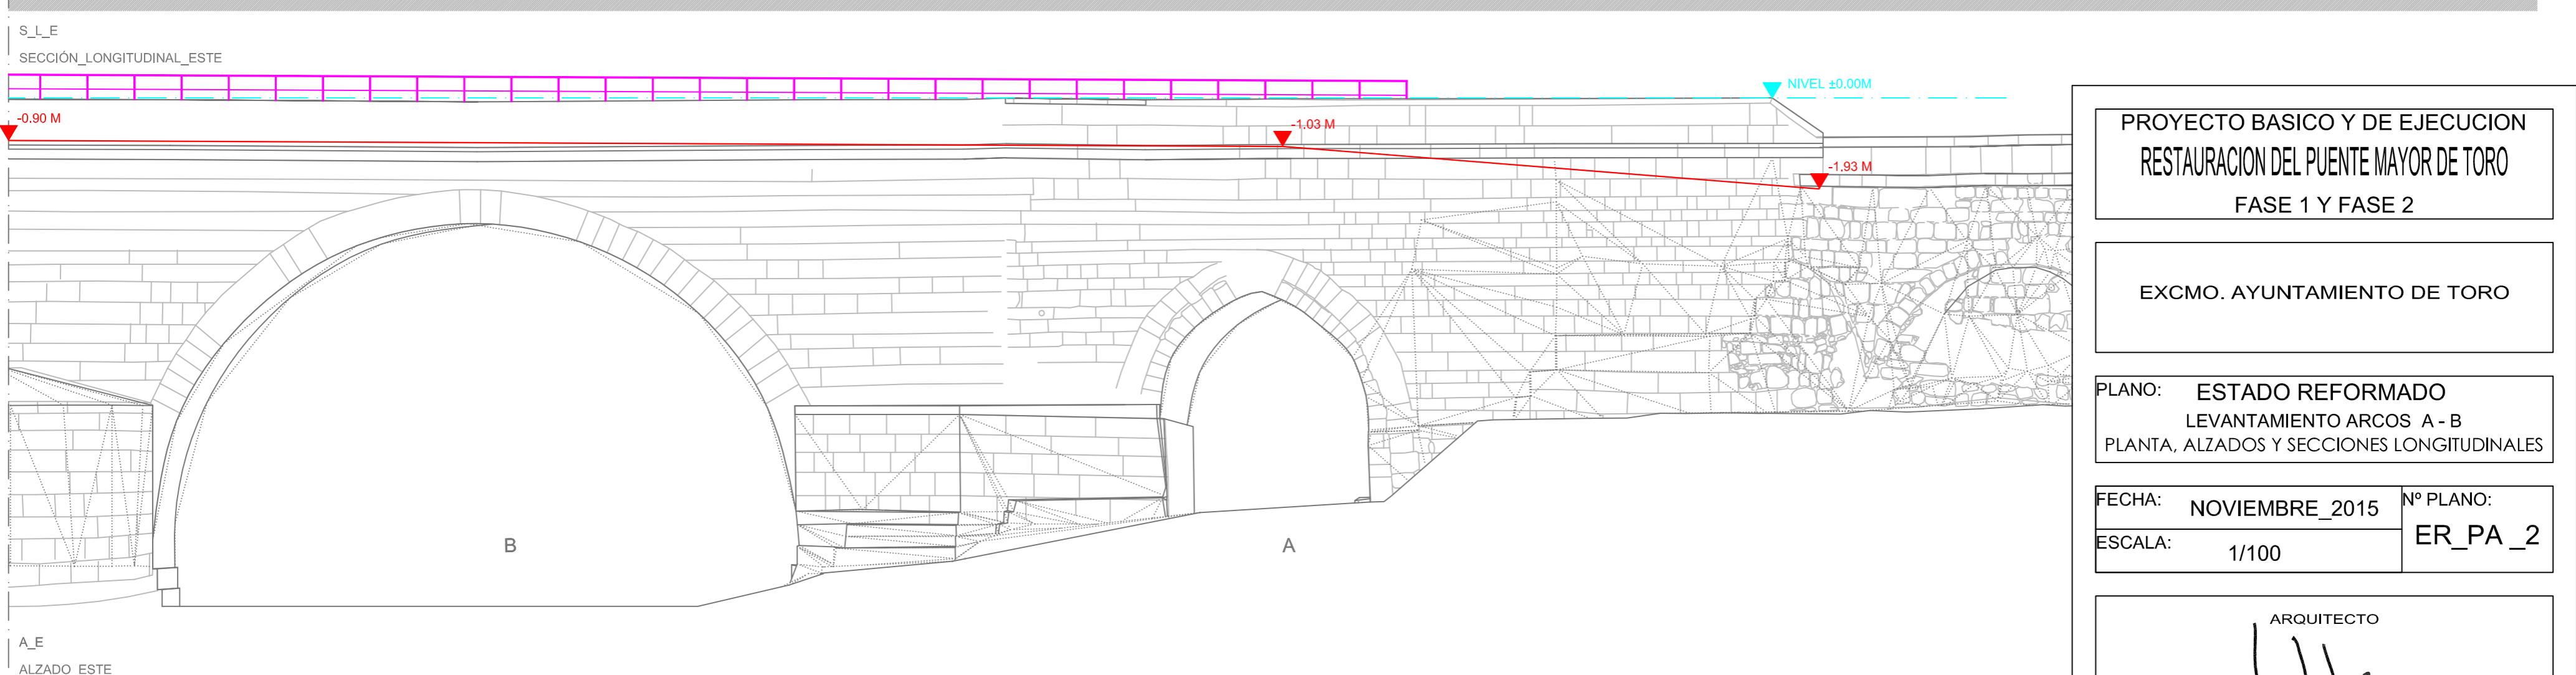 S_L_E
SECCIÓN_LONGITUDINAL_ESTE
NIVEL ±0.00M
-0.90 M
-1.03 M
-1.93 M
B
A
A_E
ALZADO ESTE
PROYECTO BASICO Y DE EJECUCION
RESTAURACION DEL PUENTE MAYOR DE TORO
FASE 1 Y FASE 2
EXCMO. AYUNTAMIENTO DE TORO
PLANO: ESTADO REFORMADO
LEVANTAMIENTO ARCOS A - B
PLANTA, ALZADOS Y SECCIONES LONGITUDINALES
FECHA: NOVIEMBRE_2015
Nº PLANO:
ER_PA _2
ESCALA: 1/100
ARQUITECTO